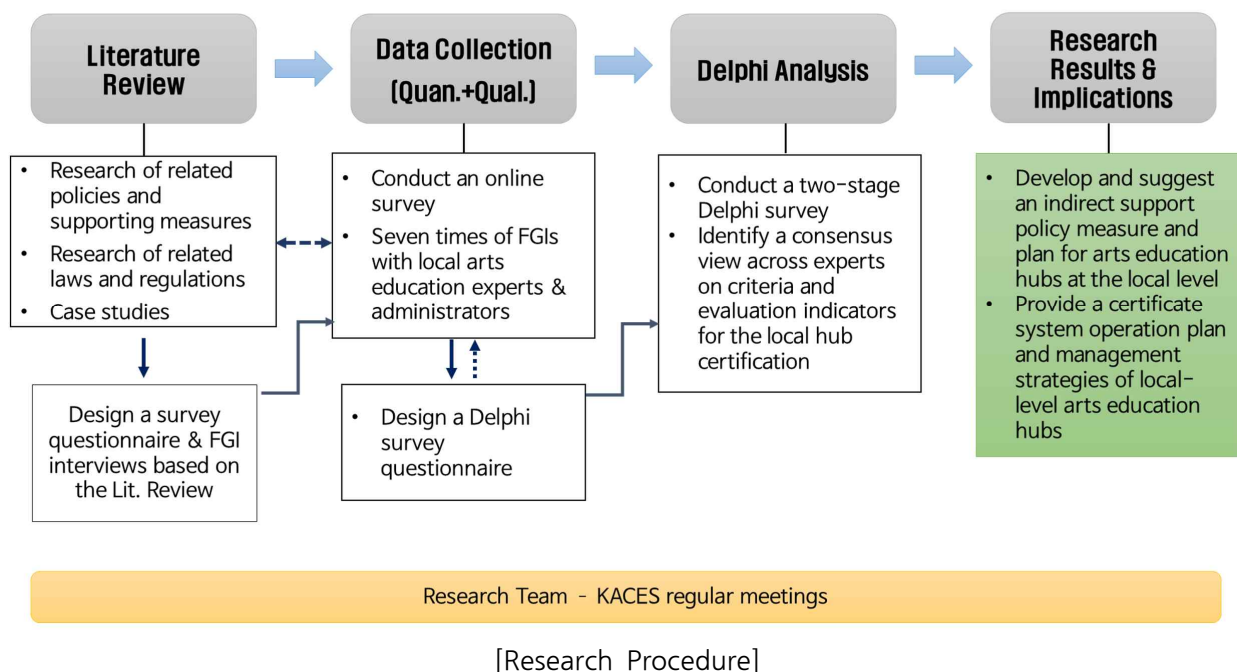 Literature
Review
Data Collection
(Quan.+Qual.)
Delphi Analysis
Research
Results &
Implications
• Research of related
policies and
supporting measures
• Research of related
laws and regulations
• Case studies
• Conduct an online
survey
• Seven times of FGIs
with local arts
education experts &
administrators
• Conduct a two-stage
Delphi survey
• Identify a consensus
view across experts
on criteria and
evaluation indicators
for the local hub
certification
• Develop and suggest
an indirect support
policy measure and
plan for arts education
hubs at the local level
• Provide a certificate
system operation plan
and management
strategies of local-
level arts education
hubs
Design a survey
questionnaire & FGI
interviews based on
the Lit. Review
• Design a Delphi
survey
questionnaire
Research Team - KACES regular meetings
[Research Procedure]